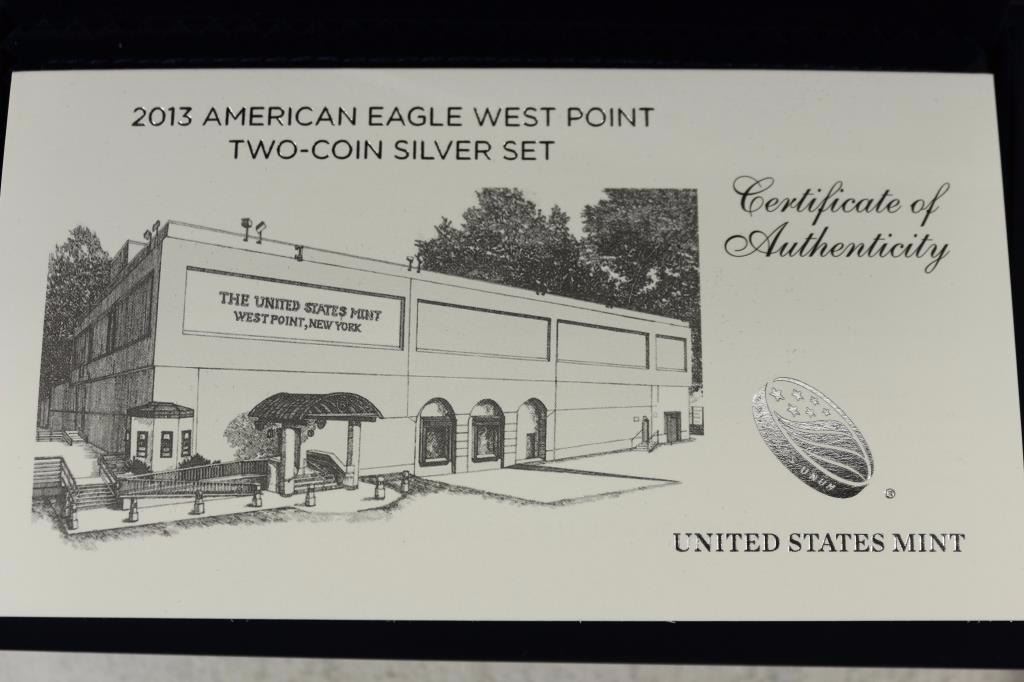 2013 AMERICAN EAGLE WEST POINT
TWO-COIN SILVER SET
Certificate of
Authenticity
THE UNITED STATES MINT
WEST POINT, NEW YORK
UNUM
®
UNITED STATES MINT